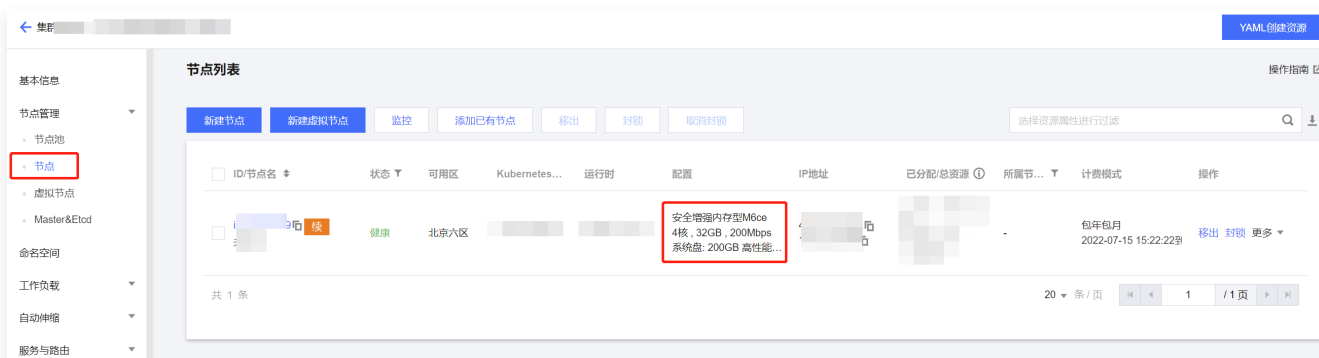 集群
YAML创建资源
基本信息
节点管理
节点池
节点
虚拟节点
Master&Etcd
命名空间
工作负载
自动伸缩
服务与路由
节点列表
操作指南
新建节点
新建虚拟节点
监控
添加已有节点
移出
封锁
取消封锁
选择资源属性进行过滤
ID/节点名
状态
可用区
Kubernetes...
运行时
配置
IP地址
已分配/总资源
所属节...
计费模式
操作
续
健康
北京六区
安全增强内存型M6ce
4核 , 32GB , 200Mbps
系统盘: 200GB 高性能...
-
包年包月
2022-07-15 15:22:22到
移出 封锁 更多
共 1 条
20 条 / 页
1 / 1 页